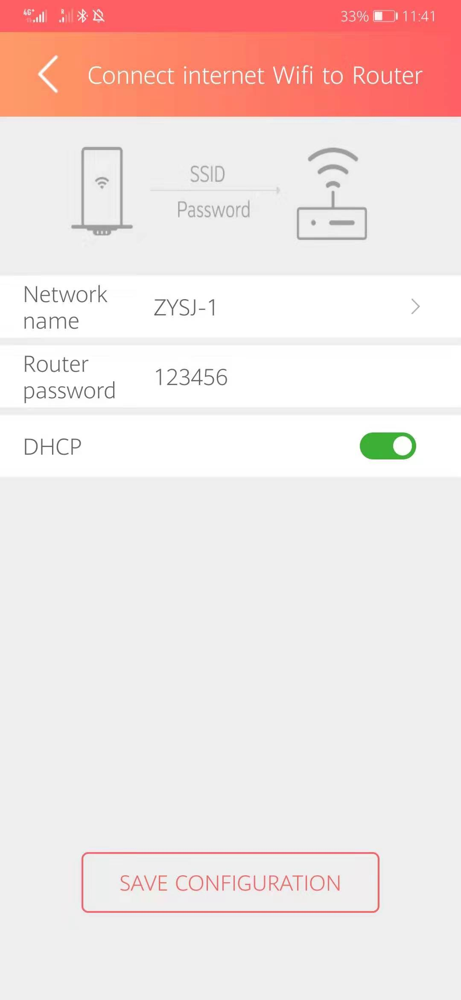 4G+ R 33% 11:41
Connect internet Wifi to Router
SSID
Password
Network
name
ZYSJ-1
Router
password
123456
DHCP
SAVE CONFIGURATION